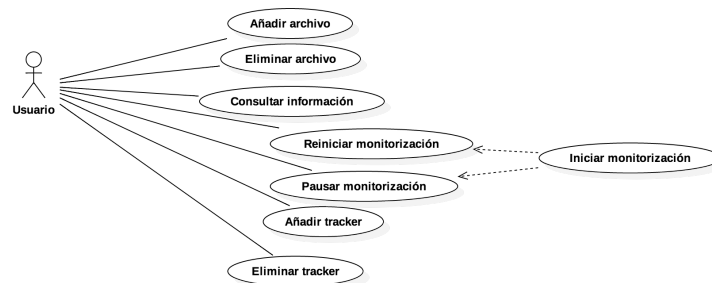 Añadir archivo
Eliminar archivo
Usuario
Consultar información
Reiniciar monitorización
Iniciar monitorización
Pausar monitorización
Añadir tracker
Eliminar tracker